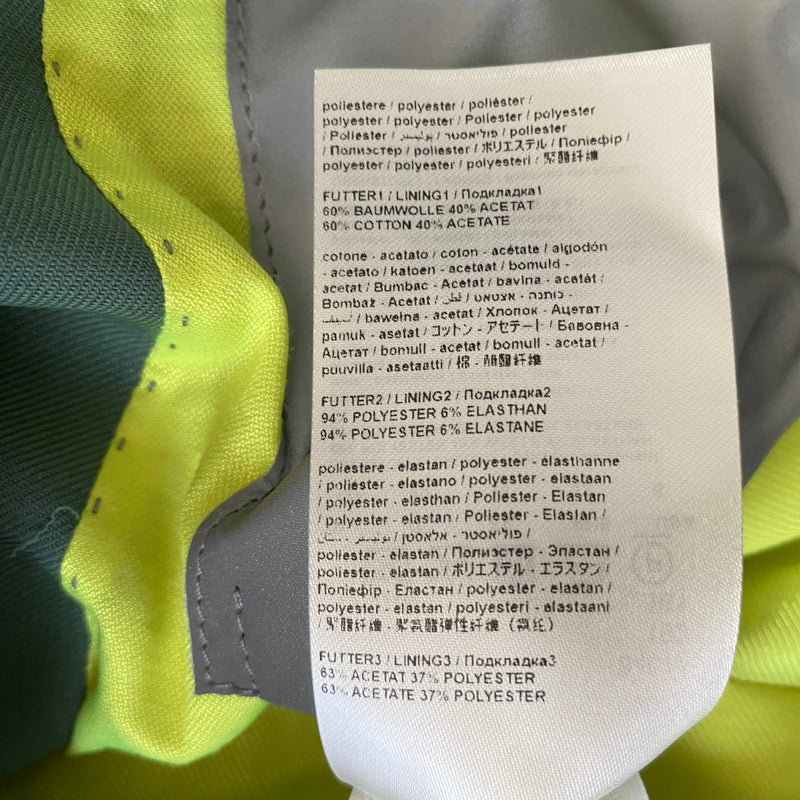 poliestere / polyester / poliéster /
polyester / polyester / Poliester / polyester
/ Poliester / بوليستر / פוליאסטר / poliester
/ Полиэстер / poliester / ポリエステル / Поліефір /
polyester / polyester / polyesteri / 聚酯纤维
FUTTER1 / LINING1 / Подкладка1
60% BAUMWOLLE 40% ACETAT
60% COTTON 40% ACETATE
cotone - acetato / coton - acétate / algodón
- acetato / katoen - acetaat / bomuld -
acetat / Bumbac - Acetat / bavlna - acetát /
Bombaž - Acetat / قطن - כותנה - אצטאט /
/ bawełna - acetat / Хлопок - Ацетат /
pamuk - asetat / コットン - アセテート / Бавовна -
Ацетат / bomull - acetat / bomull - acetat /
puuvilla - asetaatti / 棉 - 醋酯纤维
FUTTER2 / LINING2 / Подкладка2
94% POLYESTER 6% ELASTHAN
94% POLYESTER 6% ELASTANE
poliestere - elastan / polyester - élasthanne
/ poliéster - elastano / polyester - elastaan
/ polyester - elasthan / Poliester - Elastan
/ polyester - elastan / Poliester - Elastan /
פוליאסטר - אלאסטן /
poliester - elastan / Полиэстер - Эластан /
poliester - elastan / ポリエステル - エラスタン /
Поліефір - Еластан / polyester - elastan /
polyester - elastan / polyesteri - elastaani
/ 聚酯纤维 - 聚氨酯弹性纤维 (氨纶)
FUTTER3 / LINING3 / Подкладка3
63% ACETAT 37% POLYESTER
63% ACETATE 37% POLYESTER